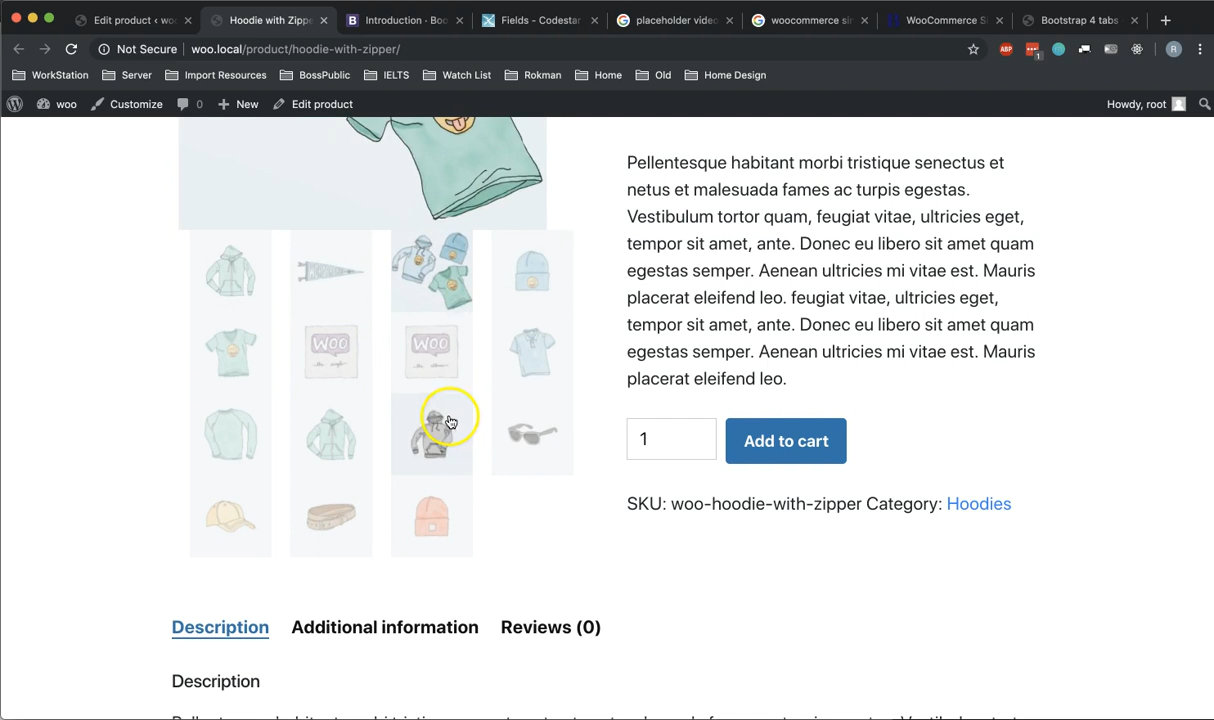 Edit product ‹ woo
Hoodie with Zippe
Introduction · Boo
Fields - Codestar
placeholder video
woocommerce sin
WooCommerce Si
Bootstrap 4 tabs
Not Secure | woo.local/product/hoodie-with-zipper/
ABP
1
R
WorkStation
Server
Import Resources
BossPublic
IELTS
Watch List
Rokman
Home
Old
Home Design
woo
Customize
0
New
Edit product
Howdy, root
WOO
WOO
Pellentesque habitant morbi tristique senectus et
netus et malesuada fames ac turpis egestas.
Vestibulum tortor quam, feugiat vitae, ultricies eget,
tempor sit amet, ante. Donec eu libero sit amet quam
egestas semper. Aenean ultricies mi vitae est. Mauris
placerat eleifend leo. feugiat vitae, ultricies eget,
tempor sit amet, ante. Donec eu libero sit amet quam
egestas semper. Aenean ultricies mi vitae est. Mauris
placerat eleifend leo.
1
Add to cart
SKU: woo-hoodie-with-zipper Category: Hoodies
Description
Additional information
Reviews (0)
Description